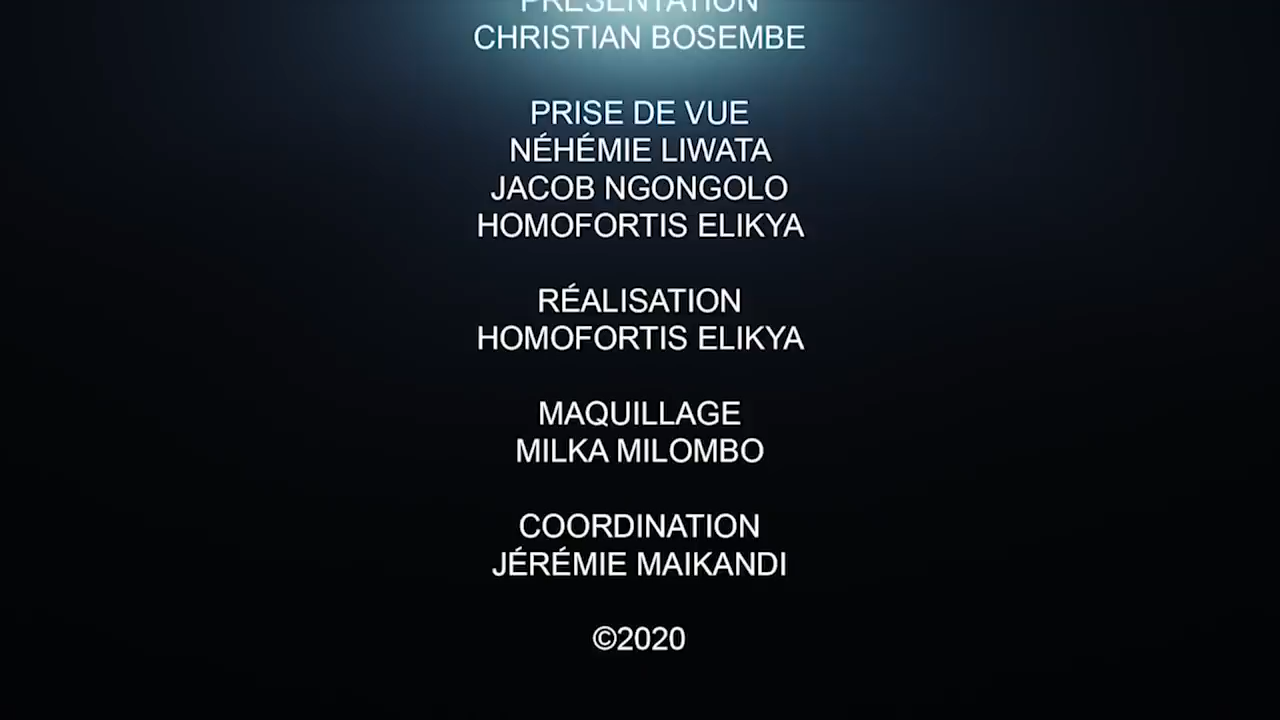 PRÉSENTATION
CHRISTIAN BOSEMBE
PRISE DE VUE
NÉHÉMIE LIWATA
JACOB NGONGOLO
HOMOFORTIS ELIKYA
RÉALISATION
HOMOFORTIS ELIKYA
MAQUILLAGE
MILKA MILOMBO
COORDINATION
JÉRÉMIE MAIKANDI
©2020